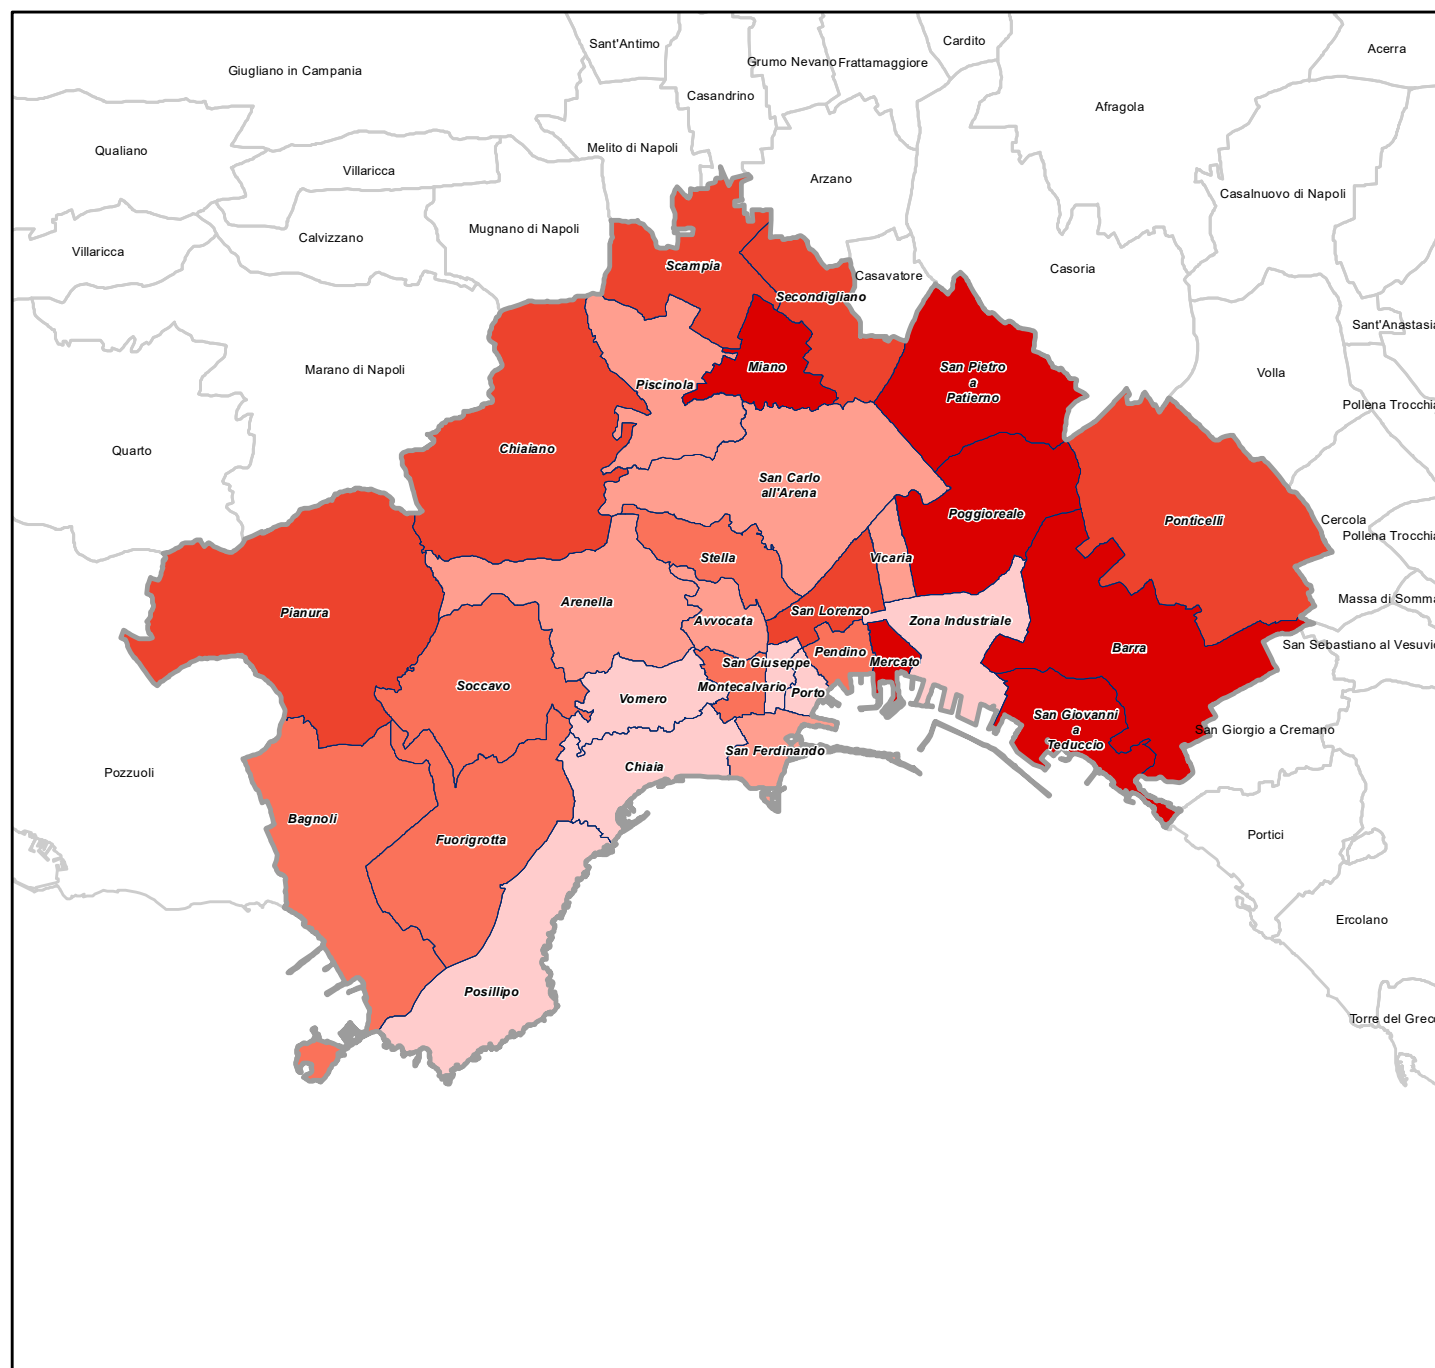 Sant'Antimo
Cardito
Acerra
Giugliano in Campania
Grumo Nevano
Frattamaggiore
Casandrino
Afragola
Qualiano
Melito di Napoli
Villaricca
Arzano
Casalnuovo di Napoli
Villaricca
Calvizzano
Mugnano di Napoli
Scampia
Casavatore
Casoria
Secondigliano
Sant'Anastasia
Marano di Napoli
Miano
San Pietro
a
Patierno
Volla
Piscinola
Pollena Trocchia
Quarto
Chiaiano
San Carlo
all'Arena
Poggioreale
Ponticelli
Cercola
Pollena Trocchia
Stella
Vicaria
Pianura
Arenella
Avvocata
San Lorenzo
Zona Industriale
Massa di Somma
San Sebastiano al Vesuvio
Barra
Pendino
Mercato
San Giuseppe
Soccavo
Vomero
Montecalvario
Porto
San Giovanni
a
Teduccio
San Giorgio a Cremano
Pozzuoli
Chiaia
San Ferdinando
Bagnoli
Fuorigrotta
Portici
Ercolano
Posillipo
Torre del Greco